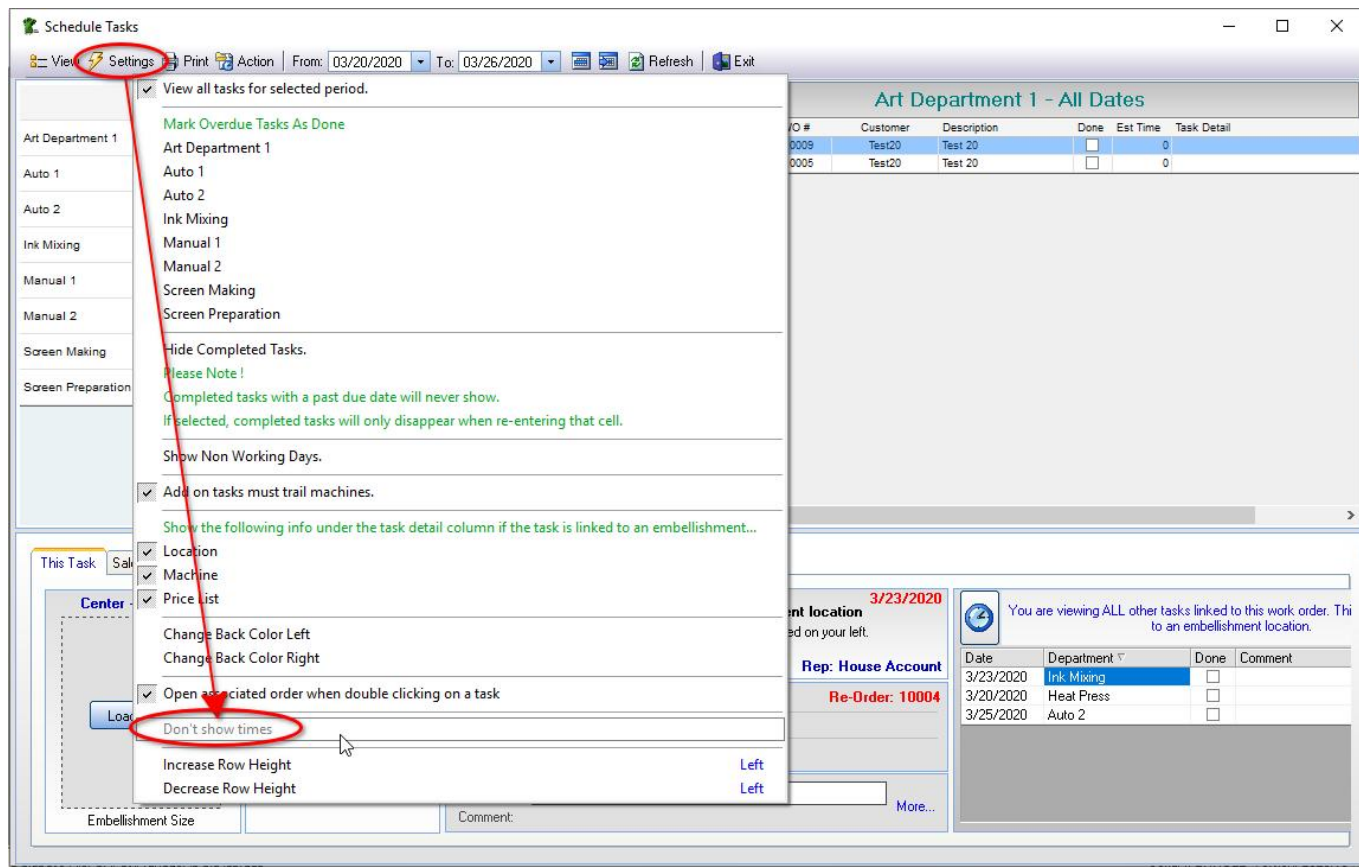 Schedule Tasks
View Settings Print Action From: 03/20/2020 To: 03/26/2020 Refresh Exit
View all tasks for selected period.
Mark Overdue Tasks As Done
Art Department 1
Auto 1
Auto 2
Ink Mixing
Manual 1
Manual 2
Screen Making
Screen Preparation
Hide Completed Tasks.
Please Note !
Completed tasks with a past due date will never show.
If selected, completed tasks will only disappear when re-entering that cell.
Show Non Working Days.
Add on tasks must trail machines.
Show the following info under the task detail column if the task is linked to an embellishment...
Location
Machine
Price List
Change Back Color Left
Change Back Color Right
Open associated order when double clicking on a task
Don't show times
Increase Row Height Left
Decrease Row Height Left
Art Department 1
Auto 1
Auto 2
Ink Mixing
Manual 1
Manual 2
Screen Making
Screen Preparation
Art Department 1 - All Dates
/O # Customer Description Done Est Time Task Detail
0009 Test20 Test 20 0
0005 Test20 Test 20 0
This Task Sal
Center -
Loa
Embellishment Size
3/23/2020
ent location
ed on your left.
Rep: House Account
Re-Order: 10004
More...
Comment:
You are viewing ALL other tasks linked to this work order. Thi
to an embellishment location.
Date Department Done Comment
3/23/2020 Ink Mixing
3/20/2020 Heat Press
3/25/2020 Auto 2